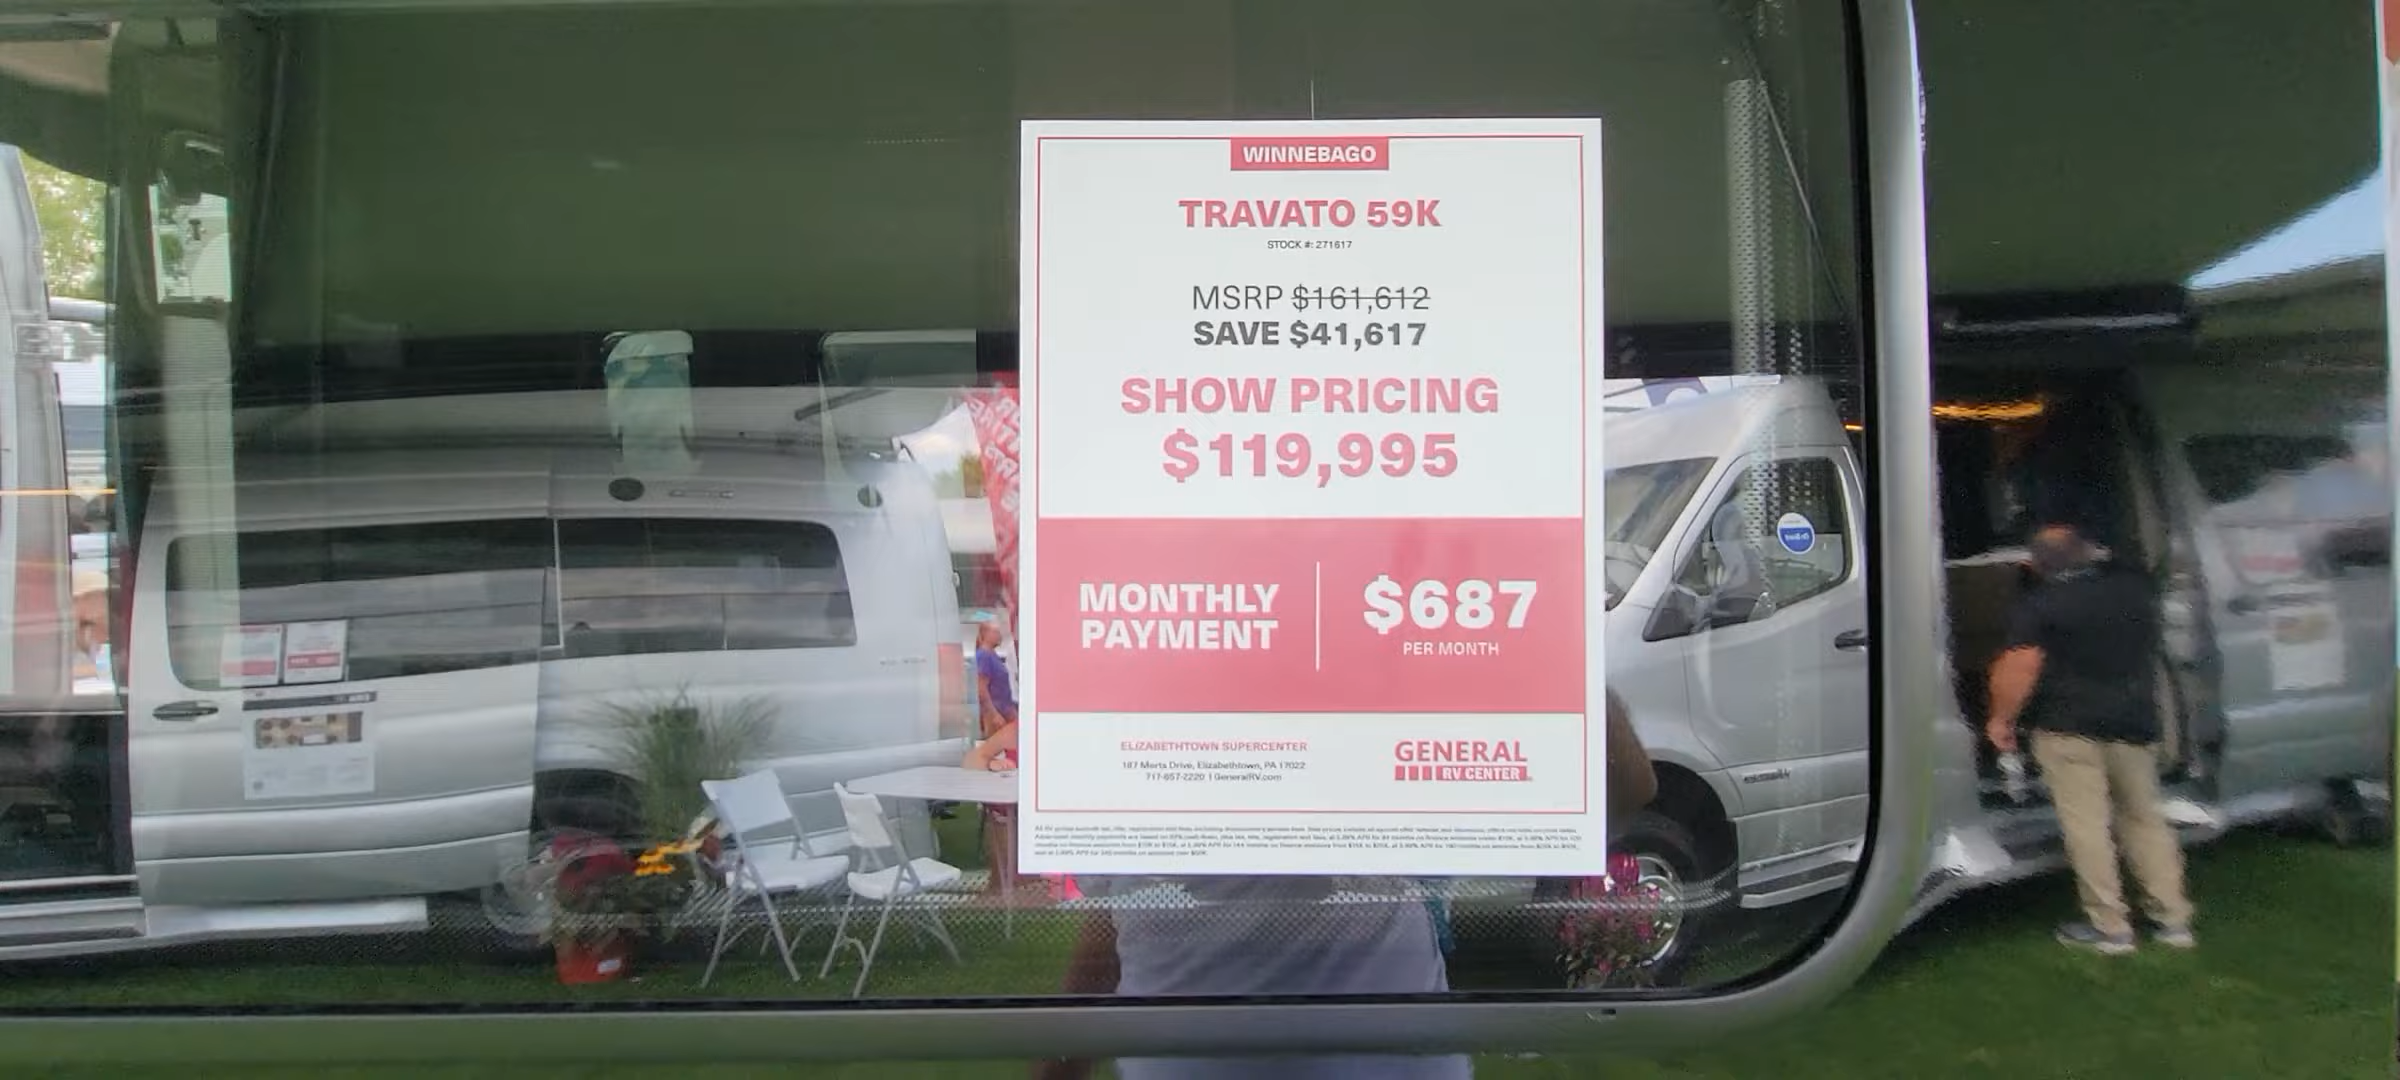 WINNEBAGO
TRAVATO 59K
STOCK #: 271617
MSRP $161,612
SAVE $41,617
SHOW PRICING
$119,995
MONTHLY
PAYMENT
$687
PER MONTH
ELIZABETHTOWN SUPERCENTER
187 Merts Drive, Elizabethtown, PA 17022
717-657-2220 | GeneralRV.com
GENERAL
RV CENTER